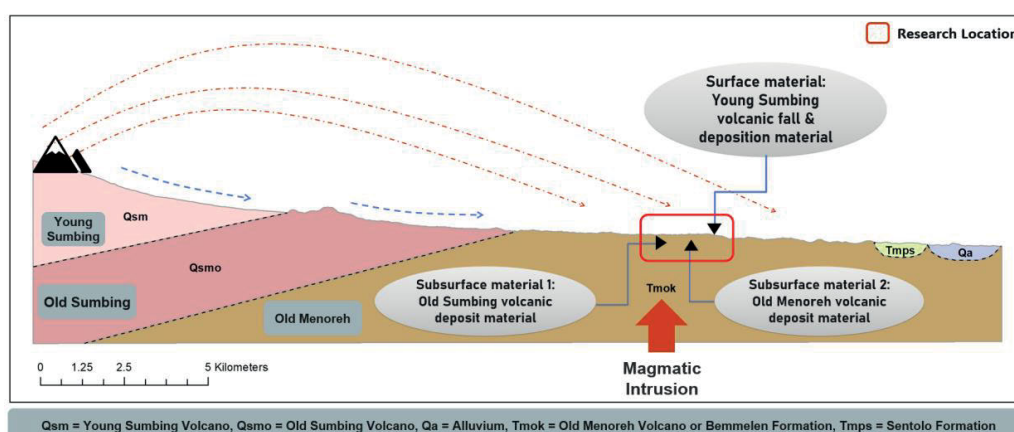 Research Location
Surface material:
Young Sumbing
volcanic fall &
deposition material
Qsm
Young
Sumbing
Qsmo
Old Sumbing
Old Menoreh
Subsurface material 1:
Old Sumbing volcanic
deposit material
Tmok
Subsurface material 2:
Old Menoreh volcanic
deposit material
Tmps
Qa
Magmatic
Intrusion
0 1.25 2.5 5 Kilometers
Qsm = Young Sumbing Volcano, Qsmo = Old Sumbing Volcano, Qa = Alluvium, Tmok = Old Menoreh Volcano or Bemmelen Formation, Tmps = Sentolo Formation